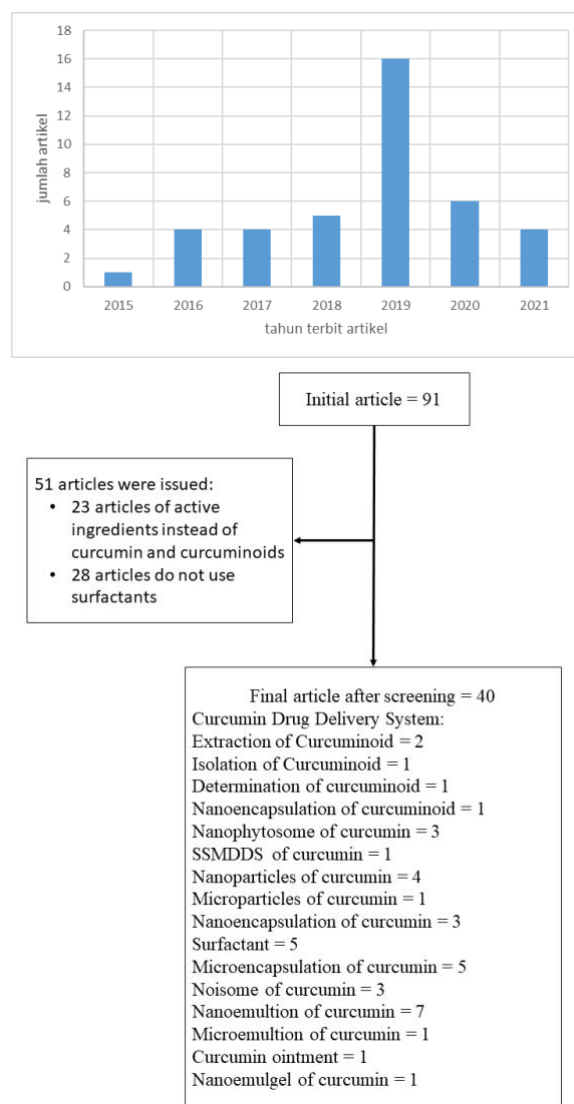 18
16
14
12
10
8
6
4
2
0
jumlah artikel
2015 2016 2017 2018 2019 2020 2021
tahun terbit artikel
Initial article = 91
51 articles were issued:
• 23 articles of active
ingredients instead of
curcumin and curcuminoids
• 28 articles do not use
surfactants
Final article after screening = 40
Curcumin Drug Delivery System:
Extraction of Curcuminoid = 2
Isolation of Curcuminoid = 1
Determination of curcuminoid = 1
Nanoencapsulation of curcuminoid = 1
Nanophytosome of curcumin = 3
SSMDDS of curcumin = 1
Nanoparticles of curcumin = 4
Microparticles of curcumin = 1
Nanoencapsulation of curcumin = 3
Surfactant = 5
Microencapsulation of curcumin = 5
Noisome of curcumin = 3
Nanoemultion of curcumin = 7
Microemultion of curcumin = 1
Curcumin ointment = 1
Nanoemulgel of curcumin = 1